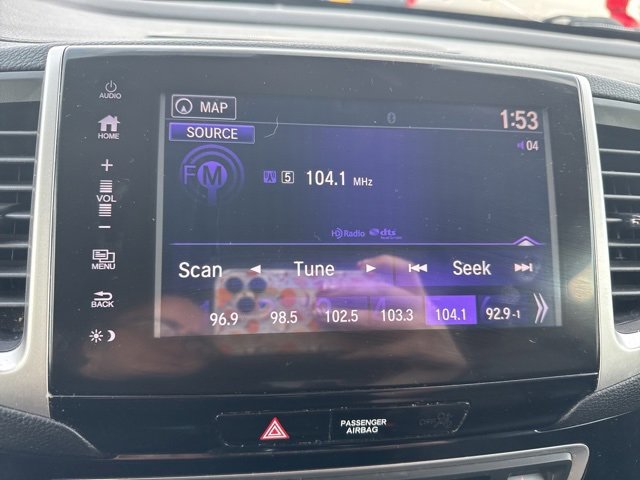 AUDIO
HOME
+
VOL
−
MENU
BACK
MAP
1:53
SOURCE
04
FM
5 104.1 MHz
HD Radio dts
Scan ◄ Tune ► Seek
96.9 98.5 102.5 103.3 104.1 92.9-1
PASSENGER
AIRBAG